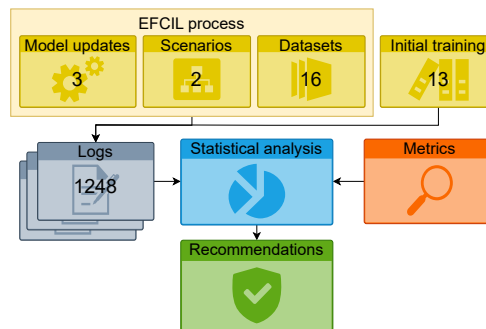 EFCIL process
Model updates
3
Scenarios
2
Datasets
16
Initial training
13
Logs
1248
Statistical analysis
Metrics
Recommendations